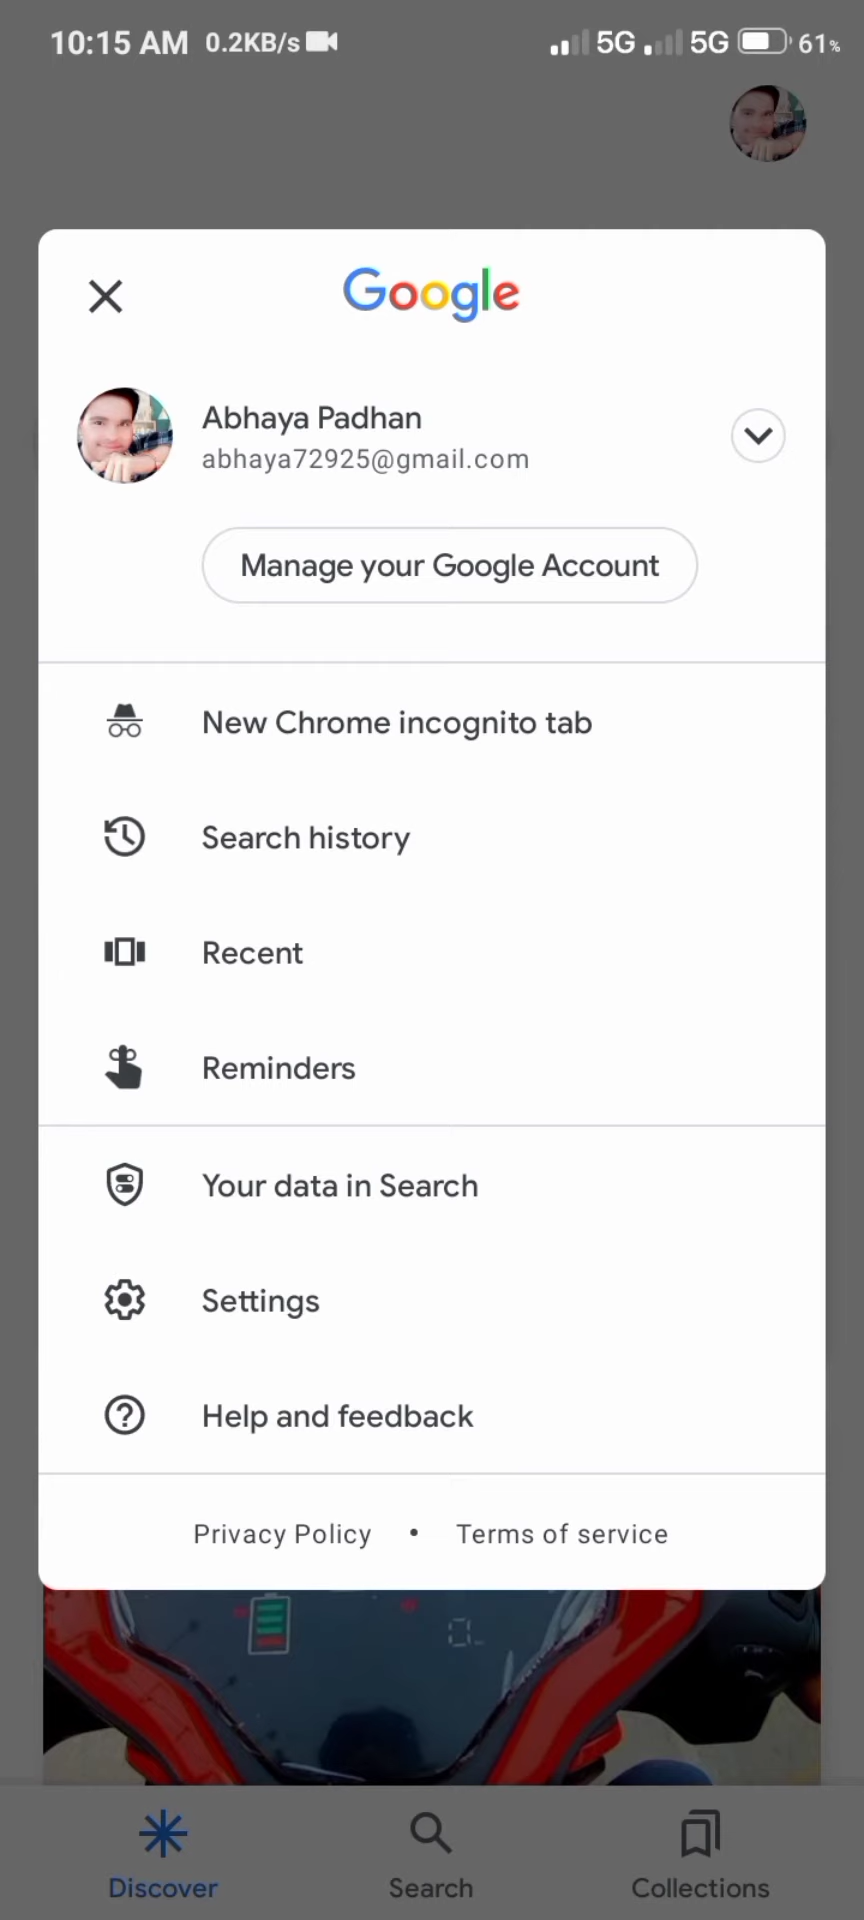 10:15 AM 0.2KB/s 5G 5G 61%
Google
Abhaya Padhan
abhaya72925@gmail.com
Manage your Google Account
New Chrome incognito tab
Search history
Recent
Reminders
Your data in Search
Settings
Help and feedback
Privacy Policy • Terms of service
Discover Search Collections